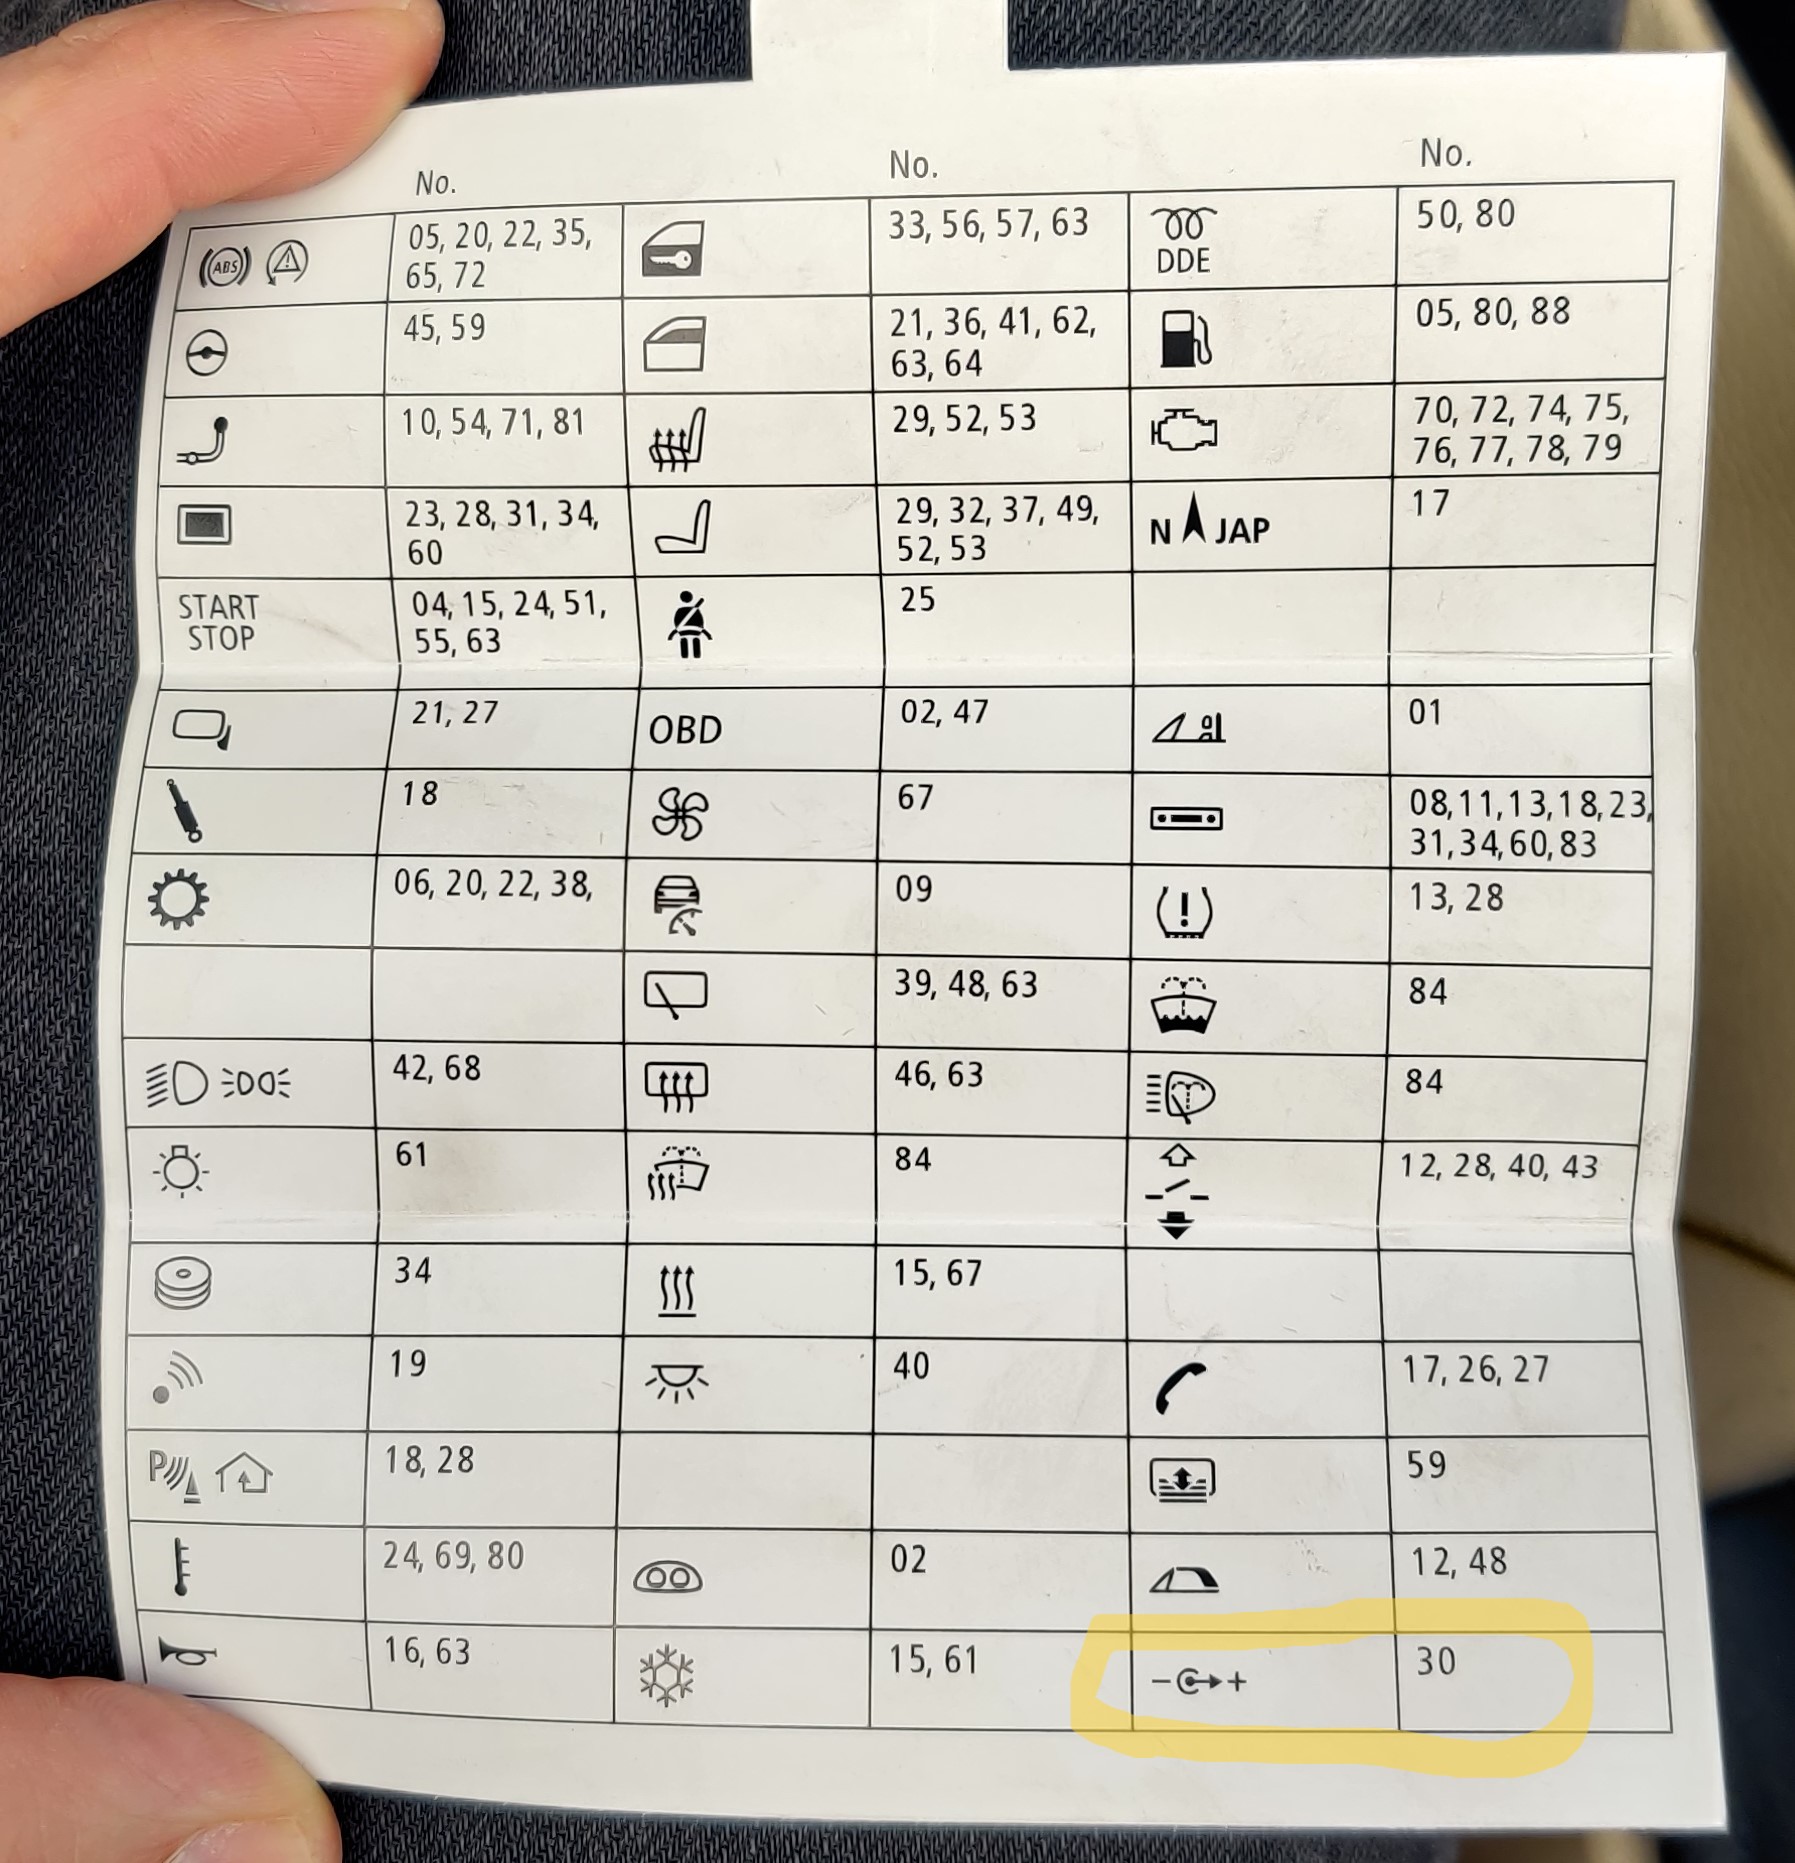 No. No. No.
ABS 05, 20, 22, 35, 33, 56, 57, 63 DDE 50, 80
65, 72
45, 59 21, 36, 41, 62, 05, 80, 88
63, 64
10, 54, 71, 81 29, 52, 53 70, 72, 74, 75,
76, 77, 78, 79
23, 28, 31, 34, 29, 32, 37, 49, N JAP 17
60 52, 53
START 04, 15, 24, 51, 25
STOP 55, 63
21, 27 OBD 02, 47 01
18 67 08,11,13,18,23,
31,34,60,83
06, 20, 22, 38, 09 13, 28
39, 48, 63 84
42, 68 46, 63 84
61 84 12, 28, 40, 43
34 15, 67
19 40 17, 26, 27
P 18, 28 59
24, 69, 80 02 12, 48
16, 63 15, 61 - + 30